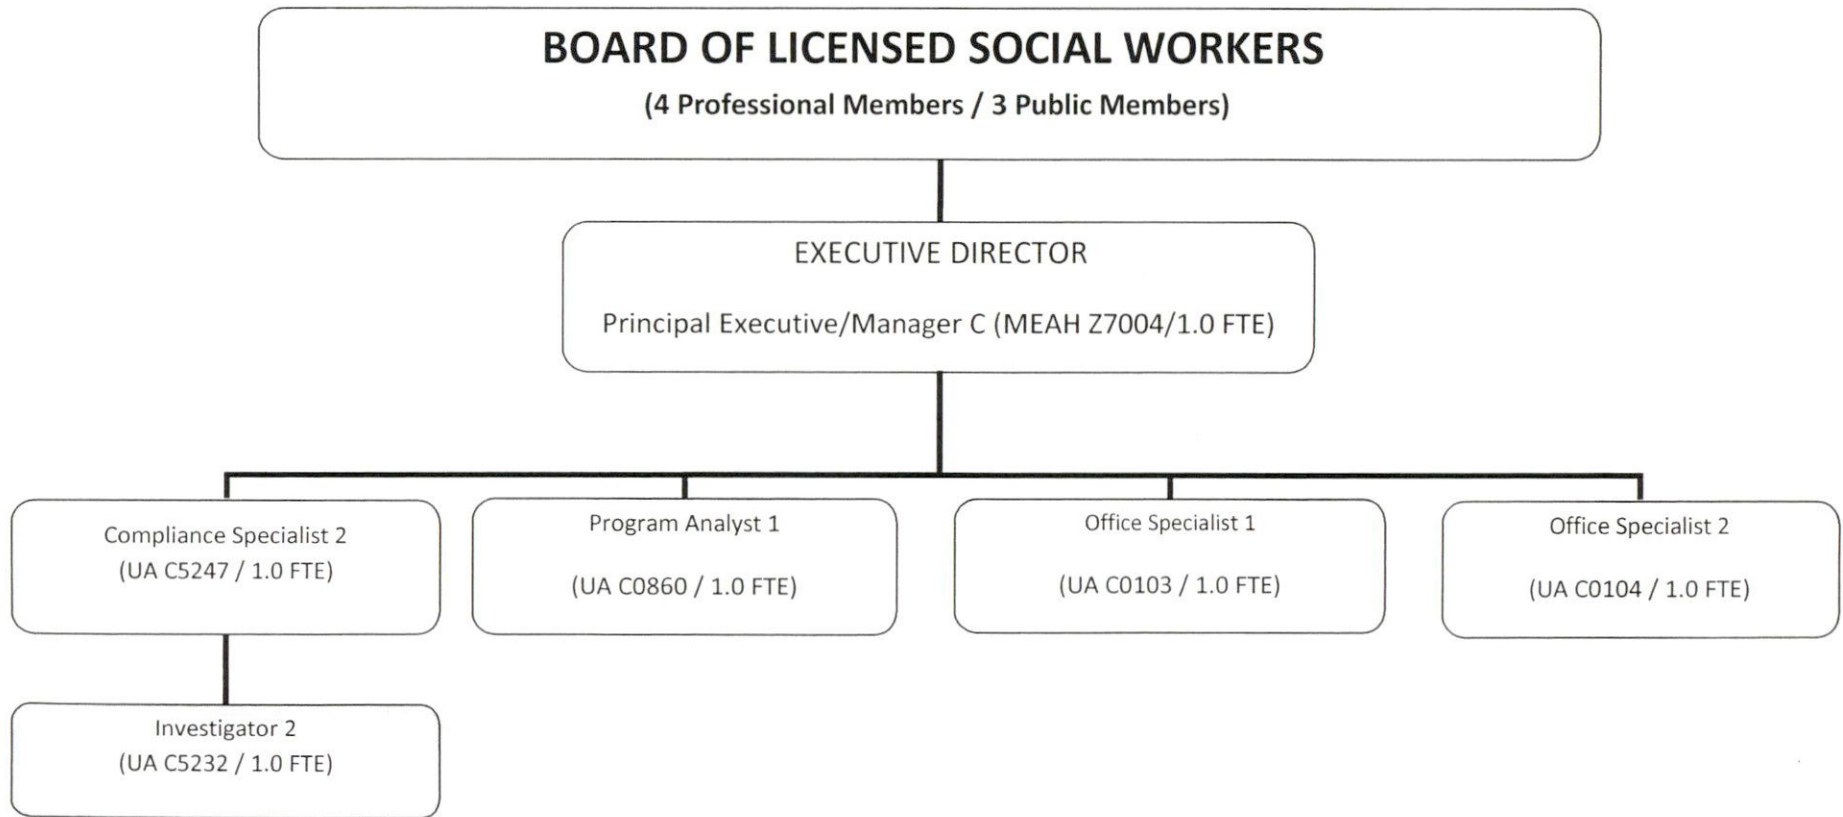 BOARD OF LICENSED SOCIAL WORKERS
(4 Professional Members / 3 Public Members)
EXECUTIVE DIRECTOR
Principal Executive/Manager C (MEAH Z7004/1.0 FTE)
Compliance Specialist 2
(UA C5247 / 1.0 FTE)
Program Analyst 1
(UA C0860 / 1.0 FTE)
Office Specialist 1
(UA C0103 / 1.0 FTE)
Office Specialist 2
(UA C0104 / 1.0 FTE)
Investigator 2
(UA C5232 / 1.0 FTE)